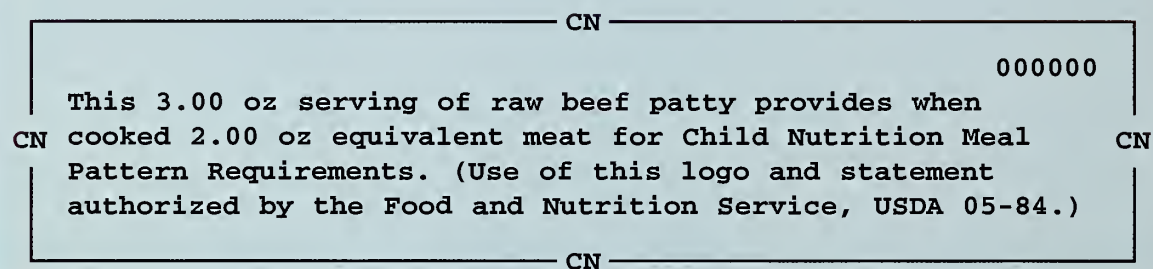 CN
000000
This 3.00 oz serving of raw beef patty provides when
CN cooked 2.00 oz equivalent meat for Child Nutrition Meal CN
Pattern Requirements. (Use of this logo and statement
authorized by the Food and Nutrition Service, USDA 05-84.)
CN